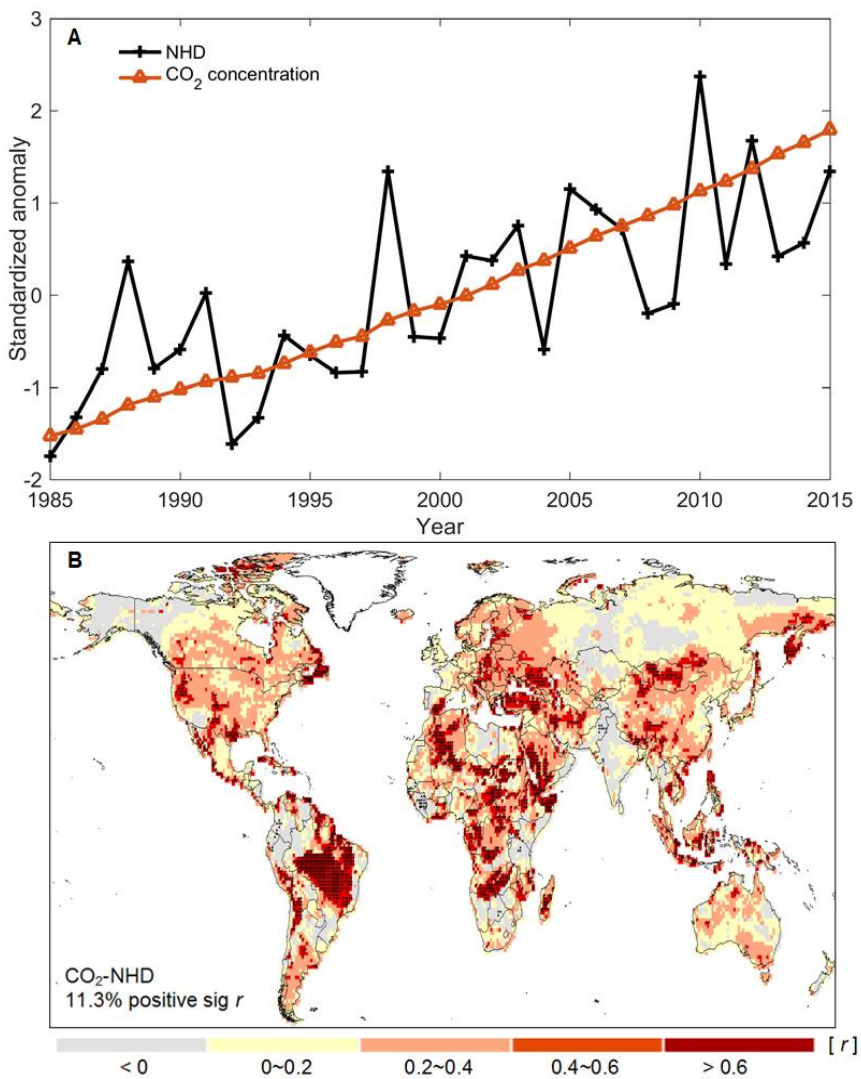 A
NHD
CO₂ concentration
Standardized anomaly
3
2
1
0
-1
-2
1985 1990 1995 2000 2005 2010 2015
Year
B
CO₂-NHD
11.3% positive sig r
[ r ]
< 0 0~0.2 0.2~0.4 0.4~0.6 > 0.6